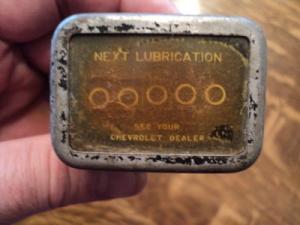 NEXT LUBRICATION
SEE YOUR
CHEVROLET DEALER